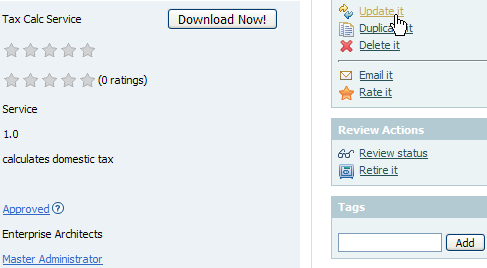 Tax Calc Service
Download Now!
(0 ratings)
Service
1.0
calculates domestic tax
Approved
?
Enterprise Architects
Master Administrator
Update it
Duplicate it
Delete it
Email it
Rate it
Review Actions
Review status
Retire it
Tags
Add